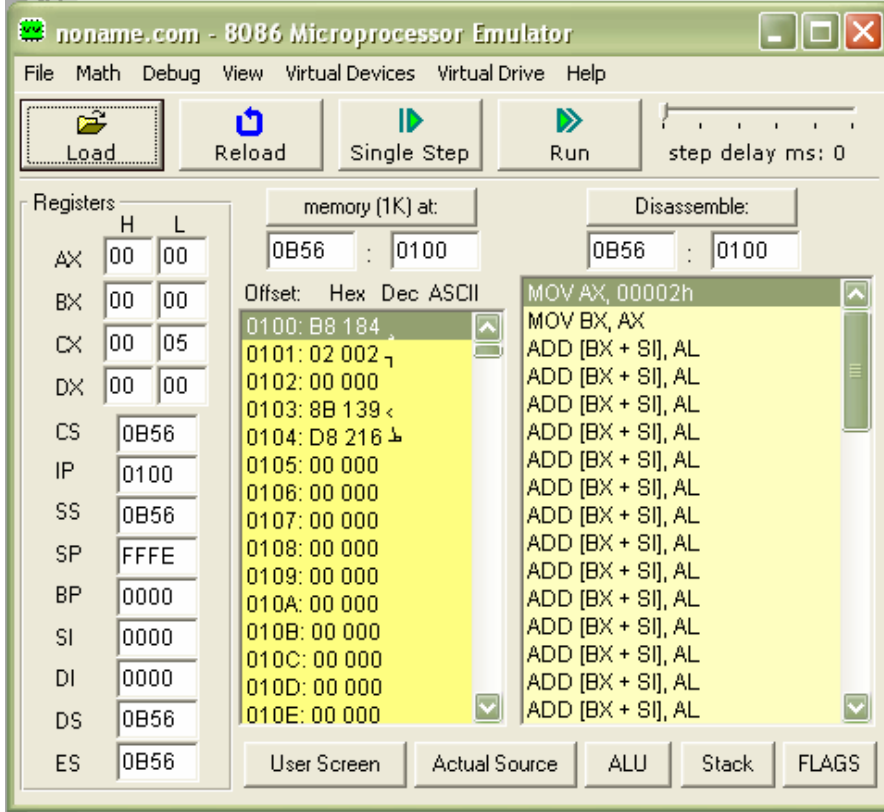 noname.com - 8086 Microprocessor Emulator
File Math Debug View Virtual Devices Virtual Drive Help
Load Reload Single Step Run step delay ms: 0
Registers
H L
AX 00 00
BX 00 00
CX 00 05
DX 00 00
CS 0B56
IP 0100
SS 0B56
SP FFFE
BP 0000
SI 0000
DI 0000
DS 0B56
ES 0B56
memory (1K) at:
0B56 : 0100
Offset: Hex Dec ASCII
0100: B8 184 ¸
0101: 02 002 ┐
0102: 00 000
0103: 8B 139 ‹
0104: D8 216 ╘
0105: 00 000
0106: 00 000
0107: 00 000
0108: 00 000
0109: 00 000
010A: 00 000
010B: 00 000
010C: 00 000
010D: 00 000
010E: 00 000
Disassemble:
0B56 : 0100
MOV AX, 00002h
MOV BX, AX
ADD [BX + SI], AL
ADD [BX + SI], AL
ADD [BX + SI], AL
ADD [BX + SI], AL
ADD [BX + SI], AL
ADD [BX + SI], AL
ADD [BX + SI], AL
ADD [BX + SI], AL
ADD [BX + SI], AL
ADD [BX + SI], AL
ADD [BX + SI], AL
ADD [BX + SI], AL
ADD [BX + SI], AL
ADD [BX + SI], AL
User Screen Actual Source ALU Stack FLAGS